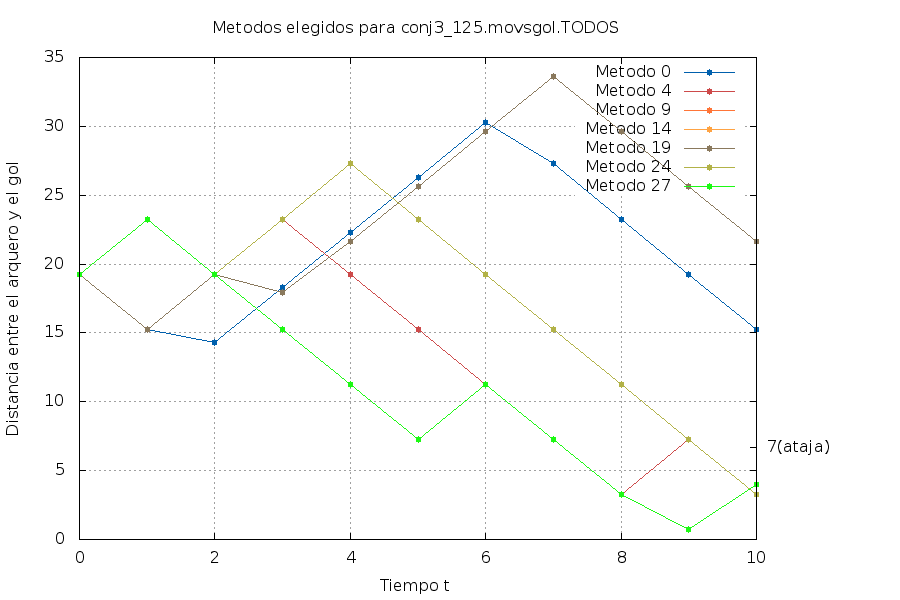 Metodos elegidos para conj3_125.movsgol.TODOS
35
30
25
20
15
10
5
0
Metodo 0
Metodo 4
Metodo 9
Metodo 14
Metodo 19
Metodo 24
Metodo 27
7(ataja)
Distancia entre el arquero y el gol
0 2 4 6 8 10
Tiempo t